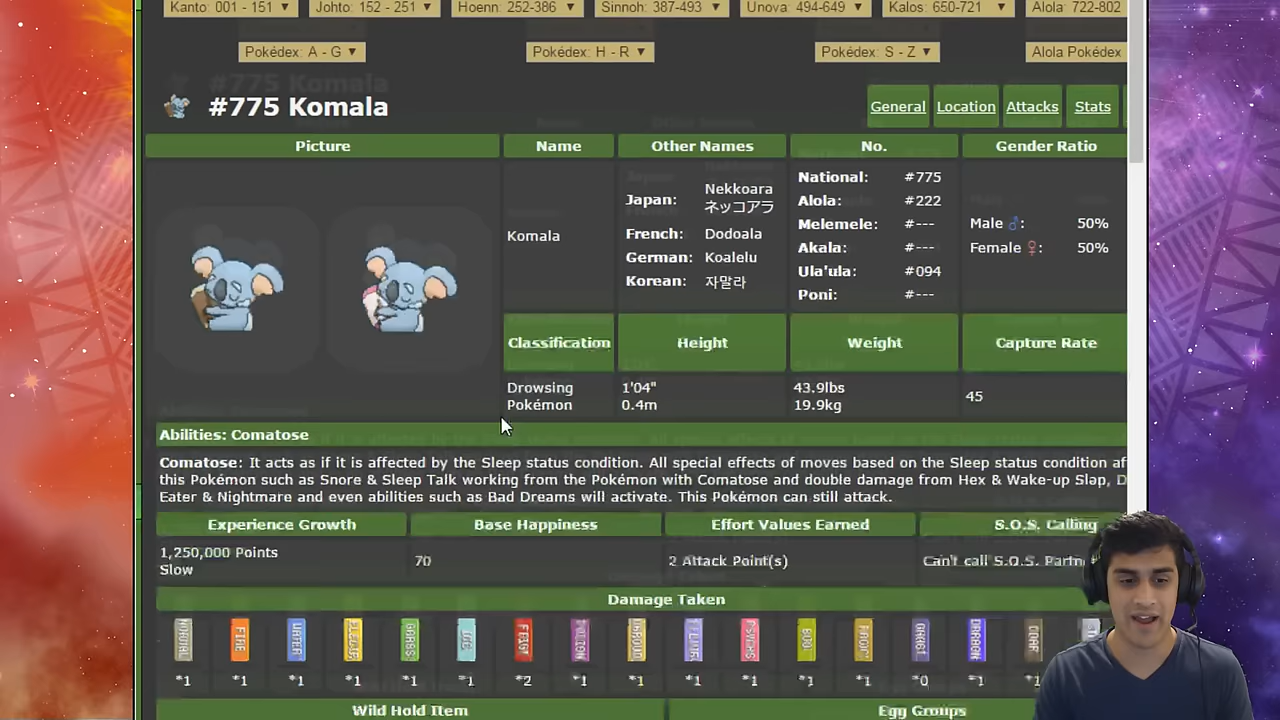 Kanto: 001 - 151 ▼ Johto: 152 - 251 ▼ Hoenn: 252-386 ▼ Sinnoh: 387-493 ▼ Unova: 494-649 ▼ Kalos: 650-721 ▼ Alola: 722-802
Pokédex: A - G ▼ Pokédex: H - R ▼ Pokédex: S - Z ▼ Alola Pokédex
#775 Komala
General Location Attacks Stats
Picture Name Other Names No. Gender Ratio
Komala
Japan: Nekkoara
ネッコアラ
French: Dodoala
German: Koalelu
Korean: 자말라
National: #775
Alola: #222
Melemele: #---
Akala: #---
Ula'ula: #094
Poni: #---
Male ♂: 50%
Female ♀: 50%
Classification Height Weight Capture Rate
Drowsing 1'04" 43.9lbs 45
Pokémon 0.4m 19.9kg
Abilities: Comatose
Comatose: It acts as if it is affected by the Sleep status condition. All special effects of moves based on the Sleep status condition af
this Pokémon such as Snore & Sleep Talk working from the Pokémon with Comatose and double damage from Hex & Wake-up Slap, D
Eater & Nightmare and even abilities such as Bad Dreams will activate. This Pokémon can still attack.
Experience Growth Base Happiness Effort Values Earned S.O.S. Calling
1,250,000 Points 70 2 Attack Point(s) Can't call S.O.S.
Slow
Damage Taken
*1 *1 *1 *1 *1 *1 *2 *1 *1 *1 *1 *1 *1 *0 *1 *1
Wild Hold Item Egg Groups